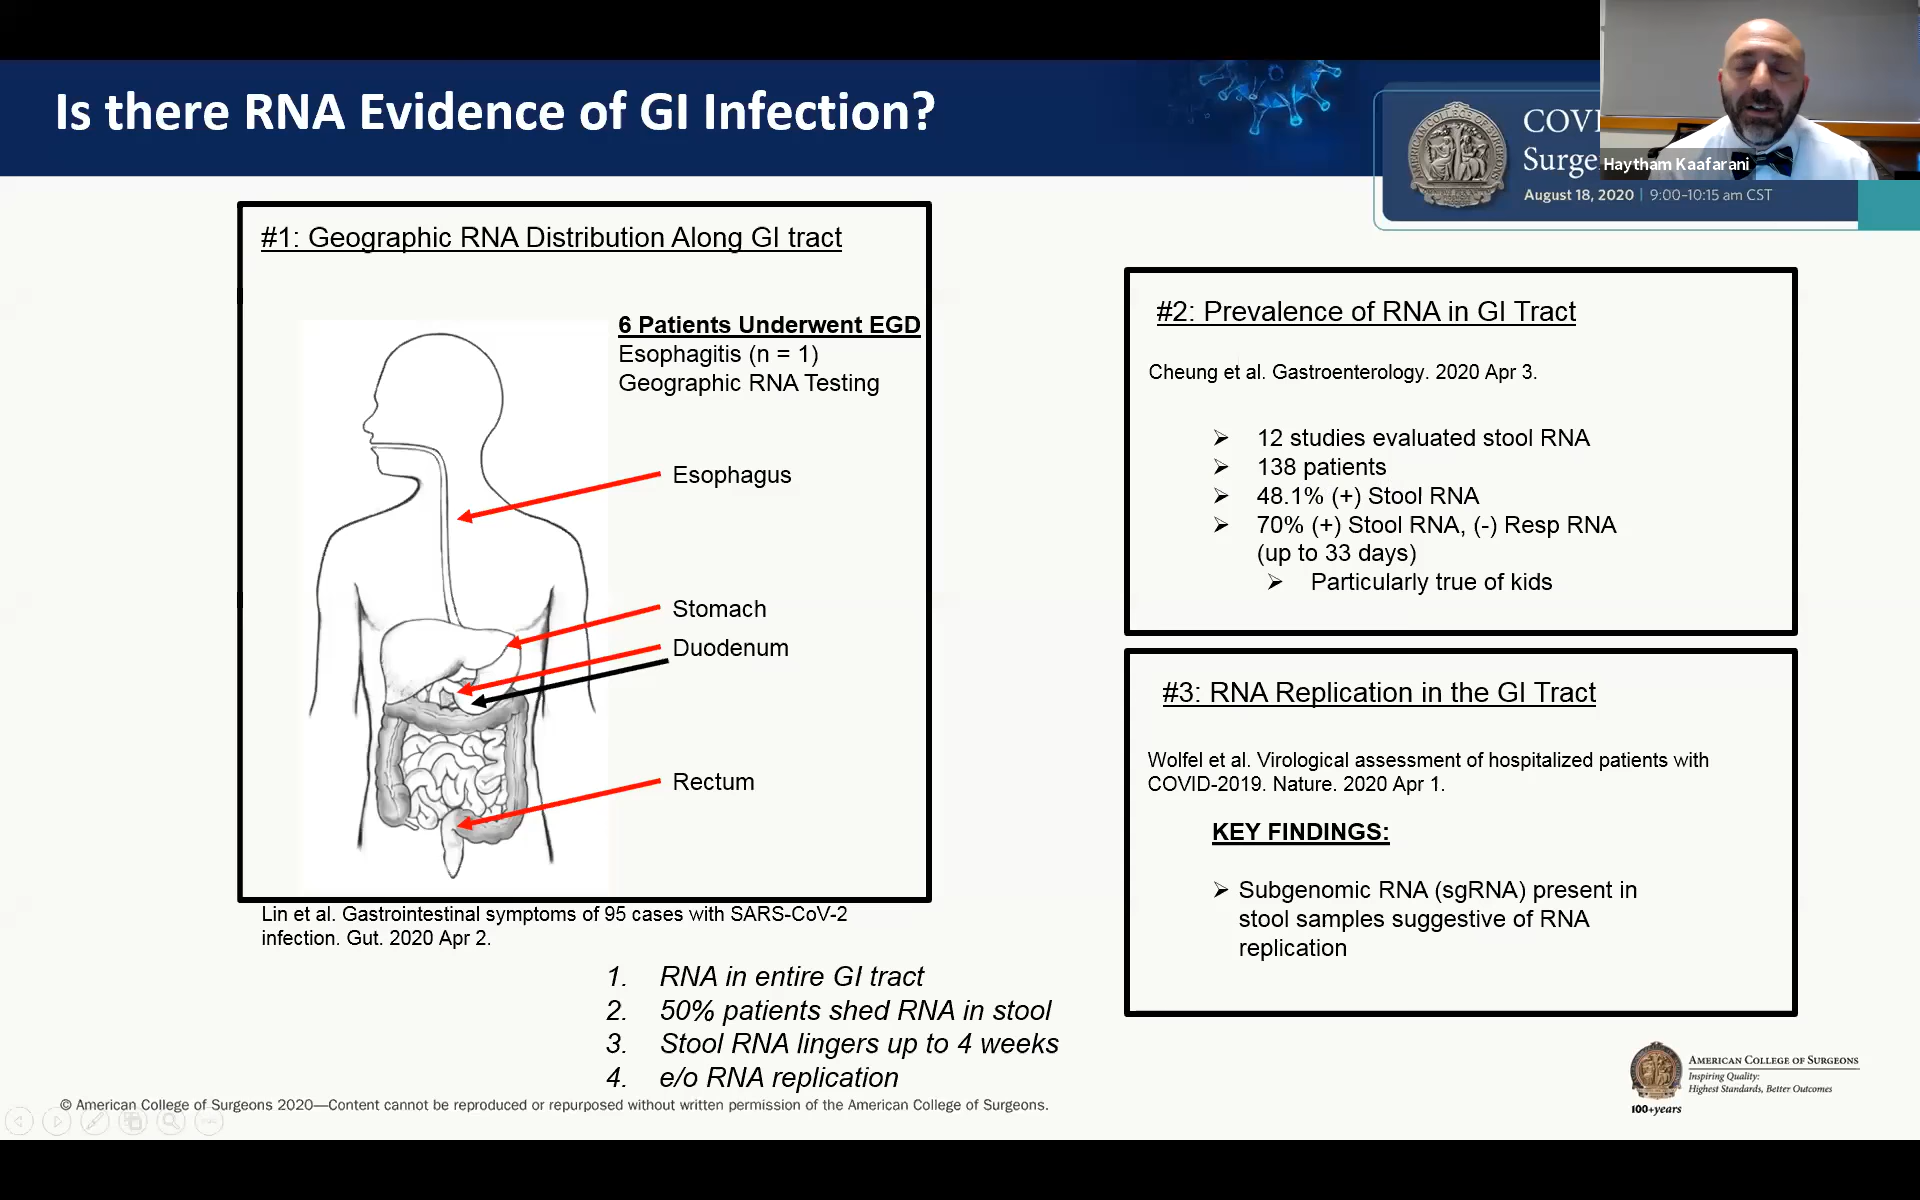 Is there RNA Evidence of GI Infection?
COVI
Surge
August 18, 2020 | 9:00–10:15 am CST
Haytham Kaafarani
#1: Geographic RNA Distribution Along GI tract
6 Patients Underwent EGD
Esophagitis (n = 1)
Geographic RNA Testing
Esophagus
Stomach
Duodenum
Rectum
Lin et al. Gastrointestinal symptoms of 95 cases with SARS-CoV-2
infection. Gut. 2020 Apr 2.
#2: Prevalence of RNA in GI Tract
Cheung et al. Gastroenterology. 2020 Apr 3.
➢ 12 studies evaluated stool RNA
➢ 138 patients
➢ 48.1% (+) Stool RNA
➢ 70% (+) Stool RNA, (-) Resp RNA
(up to 33 days)
➢ Particularly true of kids
#3: RNA Replication in the GI Tract
Wolfel et al. Virological assessment of hospitalized patients with
COVID-2019. Nature. 2020 Apr 1.
KEY FINDINGS:
➢ Subgenomic RNA (sgRNA) present in
stool samples suggestive of RNA
replication
1. RNA in entire GI tract
2. 50% patients shed RNA in stool
3. Stool RNA lingers up to 4 weeks
4. e/o RNA replication
© American College of Surgeons 2020—Content cannot be reproduced or repurposed without written permission of the American College of Surgeons.
AMERICAN COLLEGE OF SURGEONS
Inspiring Quality:
Highest Standards, Better Outcomes
100+years